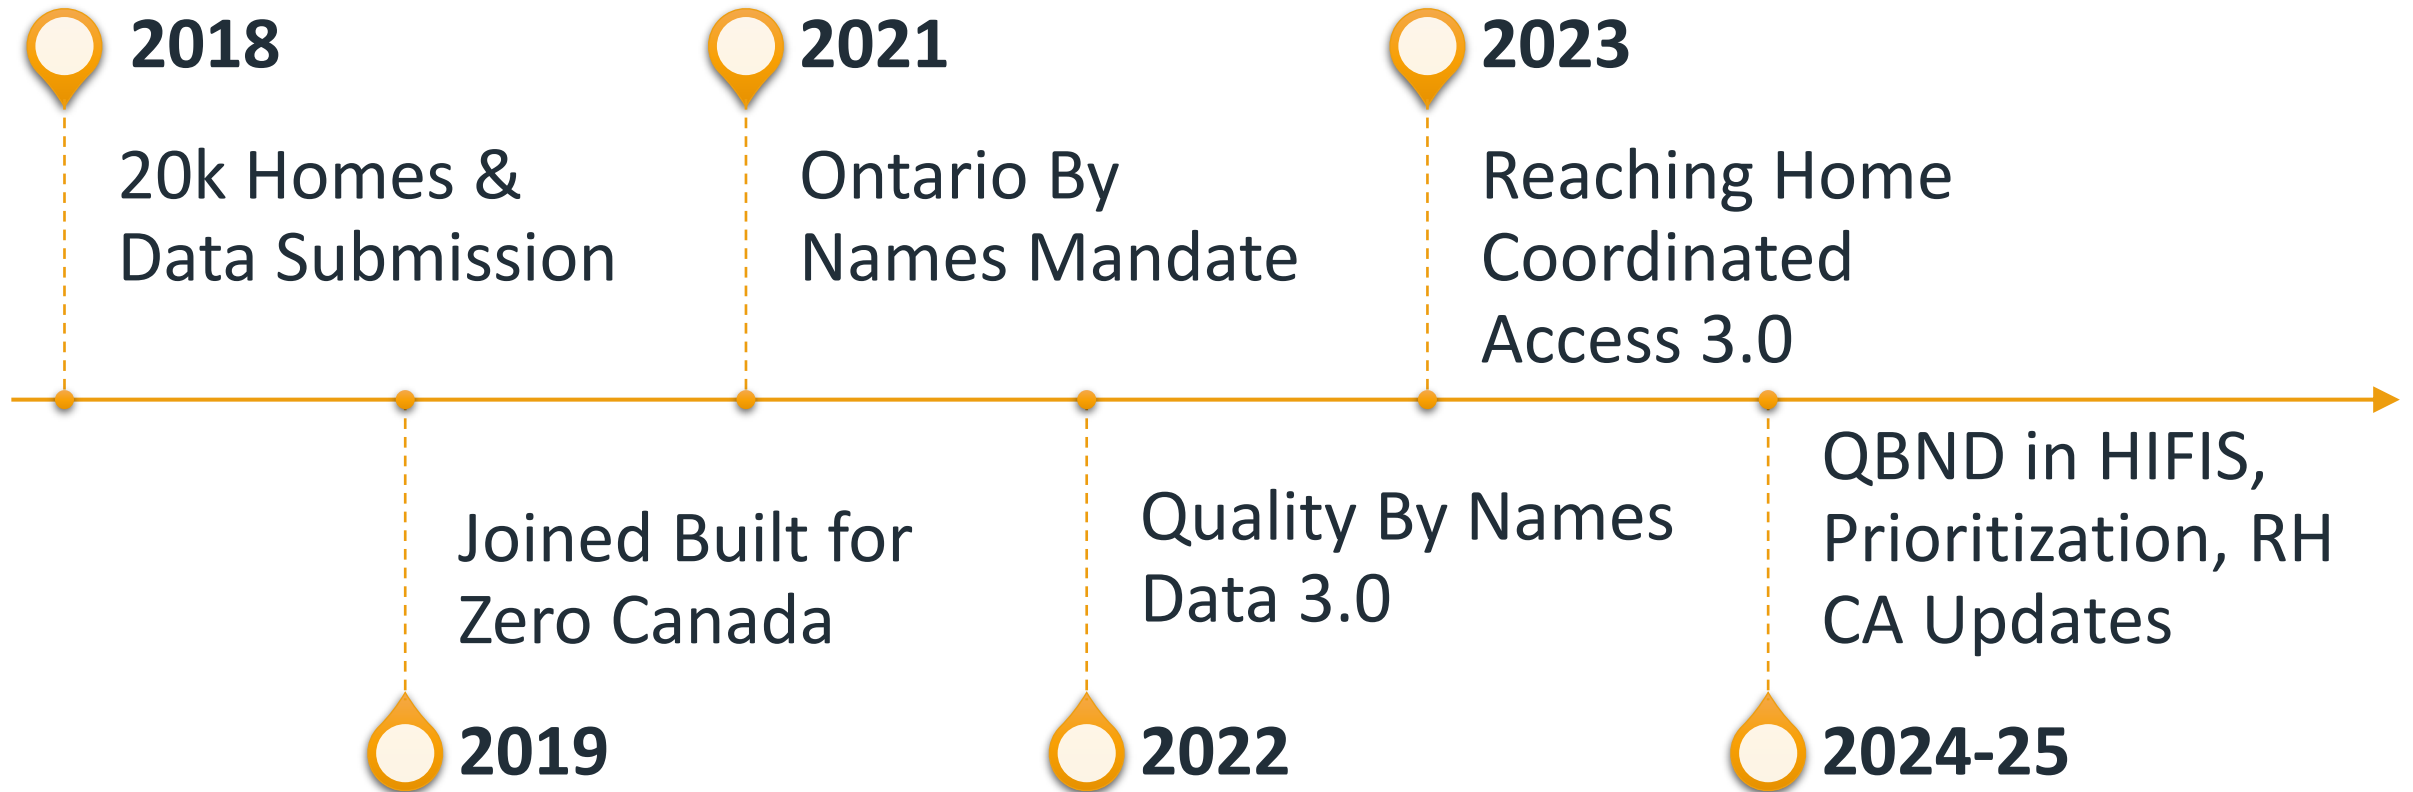 2018
20k Homes &
Data Submission
2021
Ontario By
Names Mandate
2023
Reaching Home
Coordinated
Access 3.0
Joined Built for
Zero Canada
2019
Quality By Names
Data 3.0
2022
QBND in HIFIS,
Prioritization, RH
CA Updates
2024-25